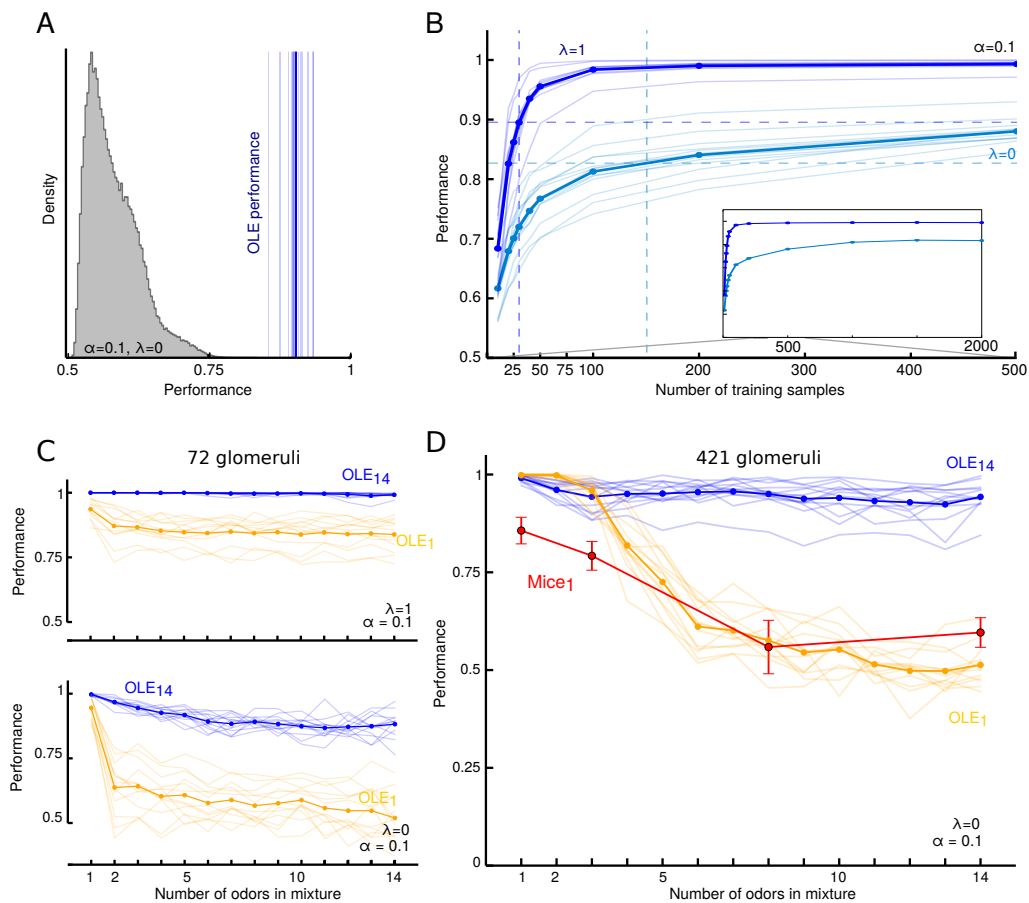 A
Density
OLE performance
α=0.1, λ=0
0.5
0.75
1
Performance
B
λ=1
α=0.1
1
0.9
0.8
0.7
0.6
0.5
Performance
λ=0
500
2000
25
50
75
100
200
300
400
500
Number of training samples
C
72 glomeruli
OLE14
1
0.75
0.5
Performance
OLE1
λ=1
α = 0.1
OLE14
1
0.75
0.5
Performance
OLE1
λ=0
α = 0.1
1
2
5
10
14
Number of odors in mixture
D
421 glomeruli
OLE14
1
0.75
0.5
0.25
0
Performance
Mice1
OLE1
λ=0
α = 0.1
1
2
5
10
14
Number of odors in mixture